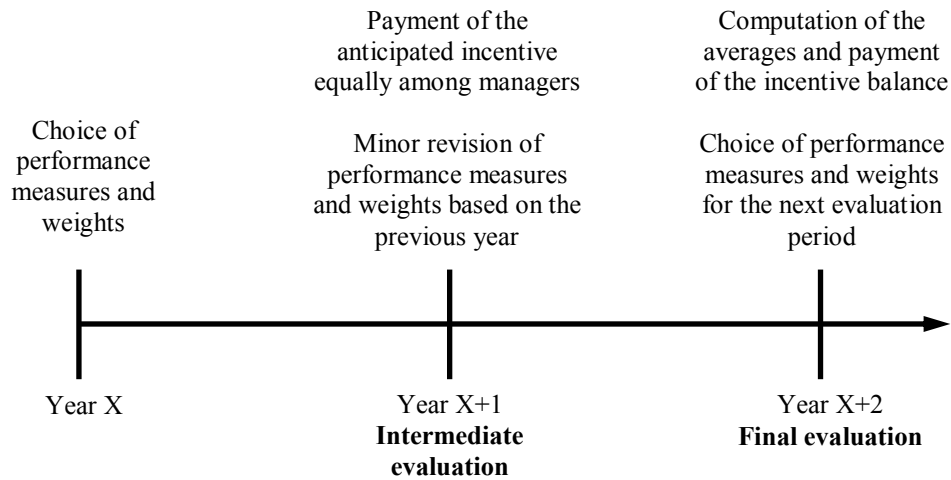 Choice of
performance
measures and
weights
Payment of the
anticipated incentive
equally among managers
Minor revision of
performance measures
and weights based on the
previous year
Computation of the
averages and payment
of the incentive balance
Choice of performance
measures and weights
for the next evaluation
period
Year X
Year X+1
Intermediate
evaluation
Year X+2
Final evaluation